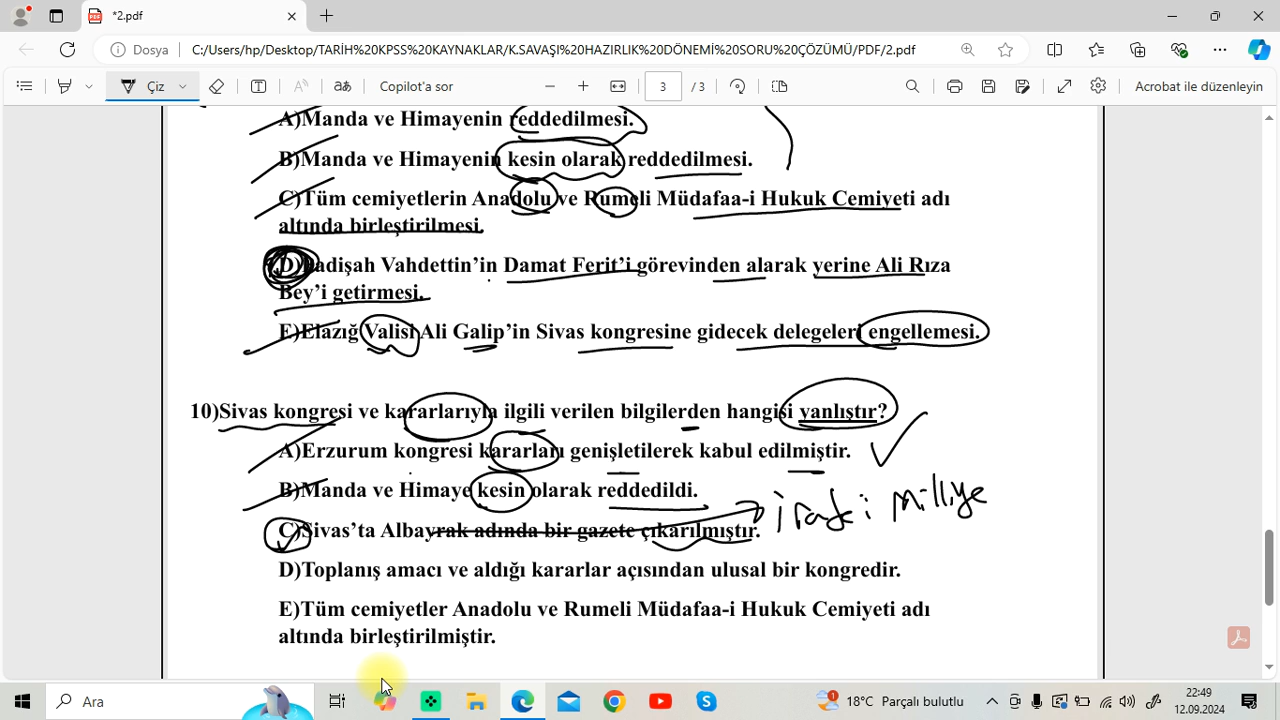 *2.pdf
Dosya C:/Users/hp/Desktop/TARİH%20KPSS%20KAYNAKLAR/K.SAVAŞI%20HAZIRLIK%20DÖNEMİ%20SORU%20ÇÖZÜMÜ/PDF/2.pdf
Çiz aあ Copilot'a sor 3 / 3 Acrobat ile düzenleyin
A)Manda ve Himayenin reddedilmesi.
B)Manda ve Himayenin kesin olarak reddedilmesi.
C)Tüm cemiyetlerin Anadolu ve Rumeli Müdafaa-i Hukuk Cemiyeti adı
altında birleştirilmesi.
D)Padişah Vahdettin'in Damat Ferit'i görevinden alarak yerine Ali Rıza
Bey'i getirmesi.
E)Elazığ Valisi Ali Galip'in Sivas kongresine gidecek delegeleri engellemesi.
10)Sivas kongresi ve kararlarıyla ilgili verilen bilgilerden hangisi yanlıştır?
A)Erzurum kongresi kararları genişletilerek kabul edilmiştir.
B)Manda ve Himaye kesin olarak reddedildi.
C)Sivas'ta Albayrak adında bir gazete çıkarılmıştır. İrade i Milliye
D)Toplanış amacı ve aldığı kararlar açısından ulusal bir kongredir.
E)Tüm cemiyetler Anadolu ve Rumeli Müdafaa-i Hukuk Cemiyeti adı
altında birleştirilmiştir.
Ara 18°C Parçalı bulutlu 22:49
12.09.2024